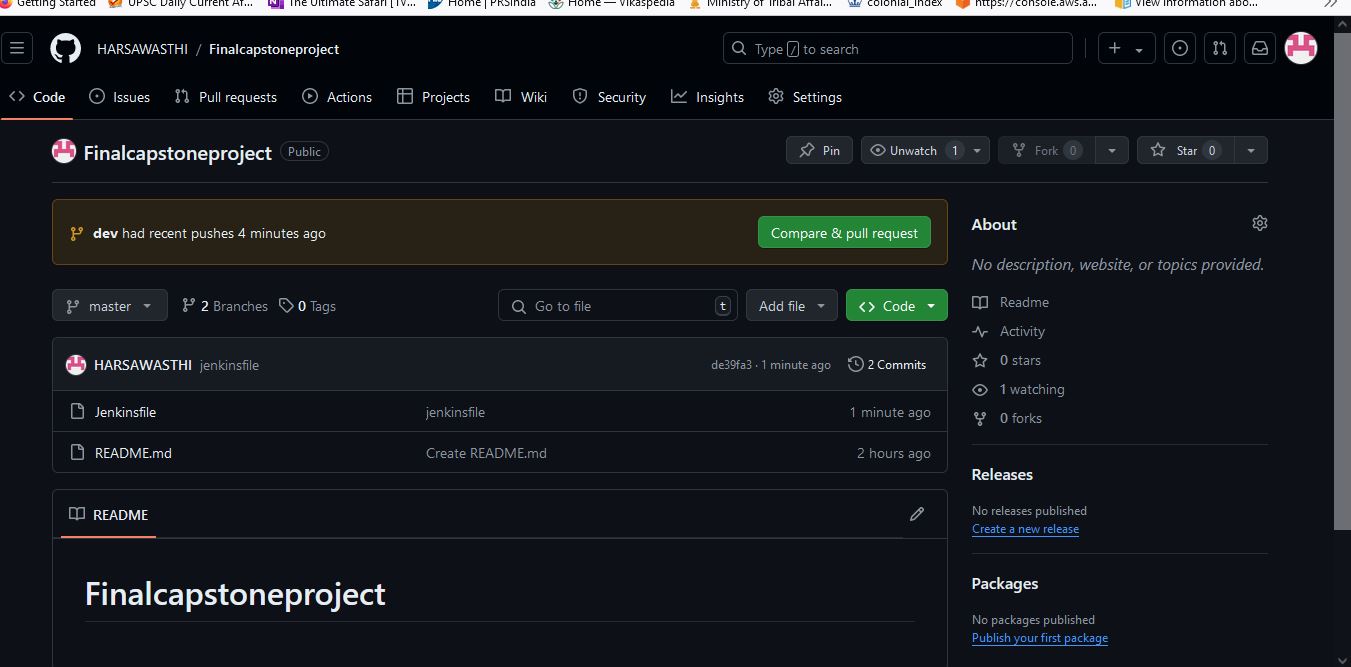 Getting Started UPSC Daily Current Af... The Ultimate Safari [TV... Home | PRSIndia Home — Vikaspedia Ministry of Tribal Affai... colonial_index https://console.aws.a... View information abo...
HARSAWASTHI / Finalcapstoneproject Type / to search
Code Issues Pull requests Actions Projects Wiki Security Insights Settings
Finalcapstoneproject Public Pin Unwatch 1 Fork 0 Star 0
dev had recent pushes 4 minutes ago Compare & pull request
About
No description, website, or topics provided.
master 2 Branches 0 Tags Go to file t Add file Code
Readme
Activity
0 stars
1 watching
0 forks
HARSAWASTHI jenkinsfile de39fa3 · 1 minute ago 2 Commits
Jenkinsfile jenkinsfile 1 minute ago
README.md Create README.md 2 hours ago
Releases
No releases published
Create a new release
README
Finalcapstoneproject
Packages
No packages published
Publish your first package